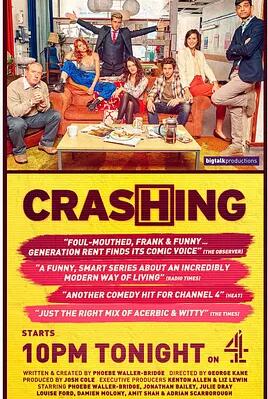 bigtalkproductions
CRASHING
"FOUL-MOUTHED, FRANK & FUNNY...
GENERATION RENT FINDS ITS COMIC VOICE" (THE OBSERVER)
"A FUNNY, SMART SERIES ABOUT AN INCREDIBLY
MODERN WAY OF LIVING" (RADIO TIMES)
"ANOTHER COMEDY HIT FOR CHANNEL 4" (HEAT)
"JUST THE RIGHT MIX OF ACERBIC & WITTY" (THE TIMES)
STARTS
10PM TONIGHT ON 4
WRITTEN & CREATED BY PHOEBE WALLER-BRIDGE DIRECTED BY GEORGE KANE
PRODUCED BY JOSH COLE EXECUTIVE PRODUCERS KENTON ALLEN & LIZ LEWIN
STARRING PHOEBE WALLER-BRIDGE, JONATHAN BAILEY, JULIE DRAY
LOUISE FORD, DAMIEN MOLONY, AMIT SHAH & ADRIAN SCARBOROUGH